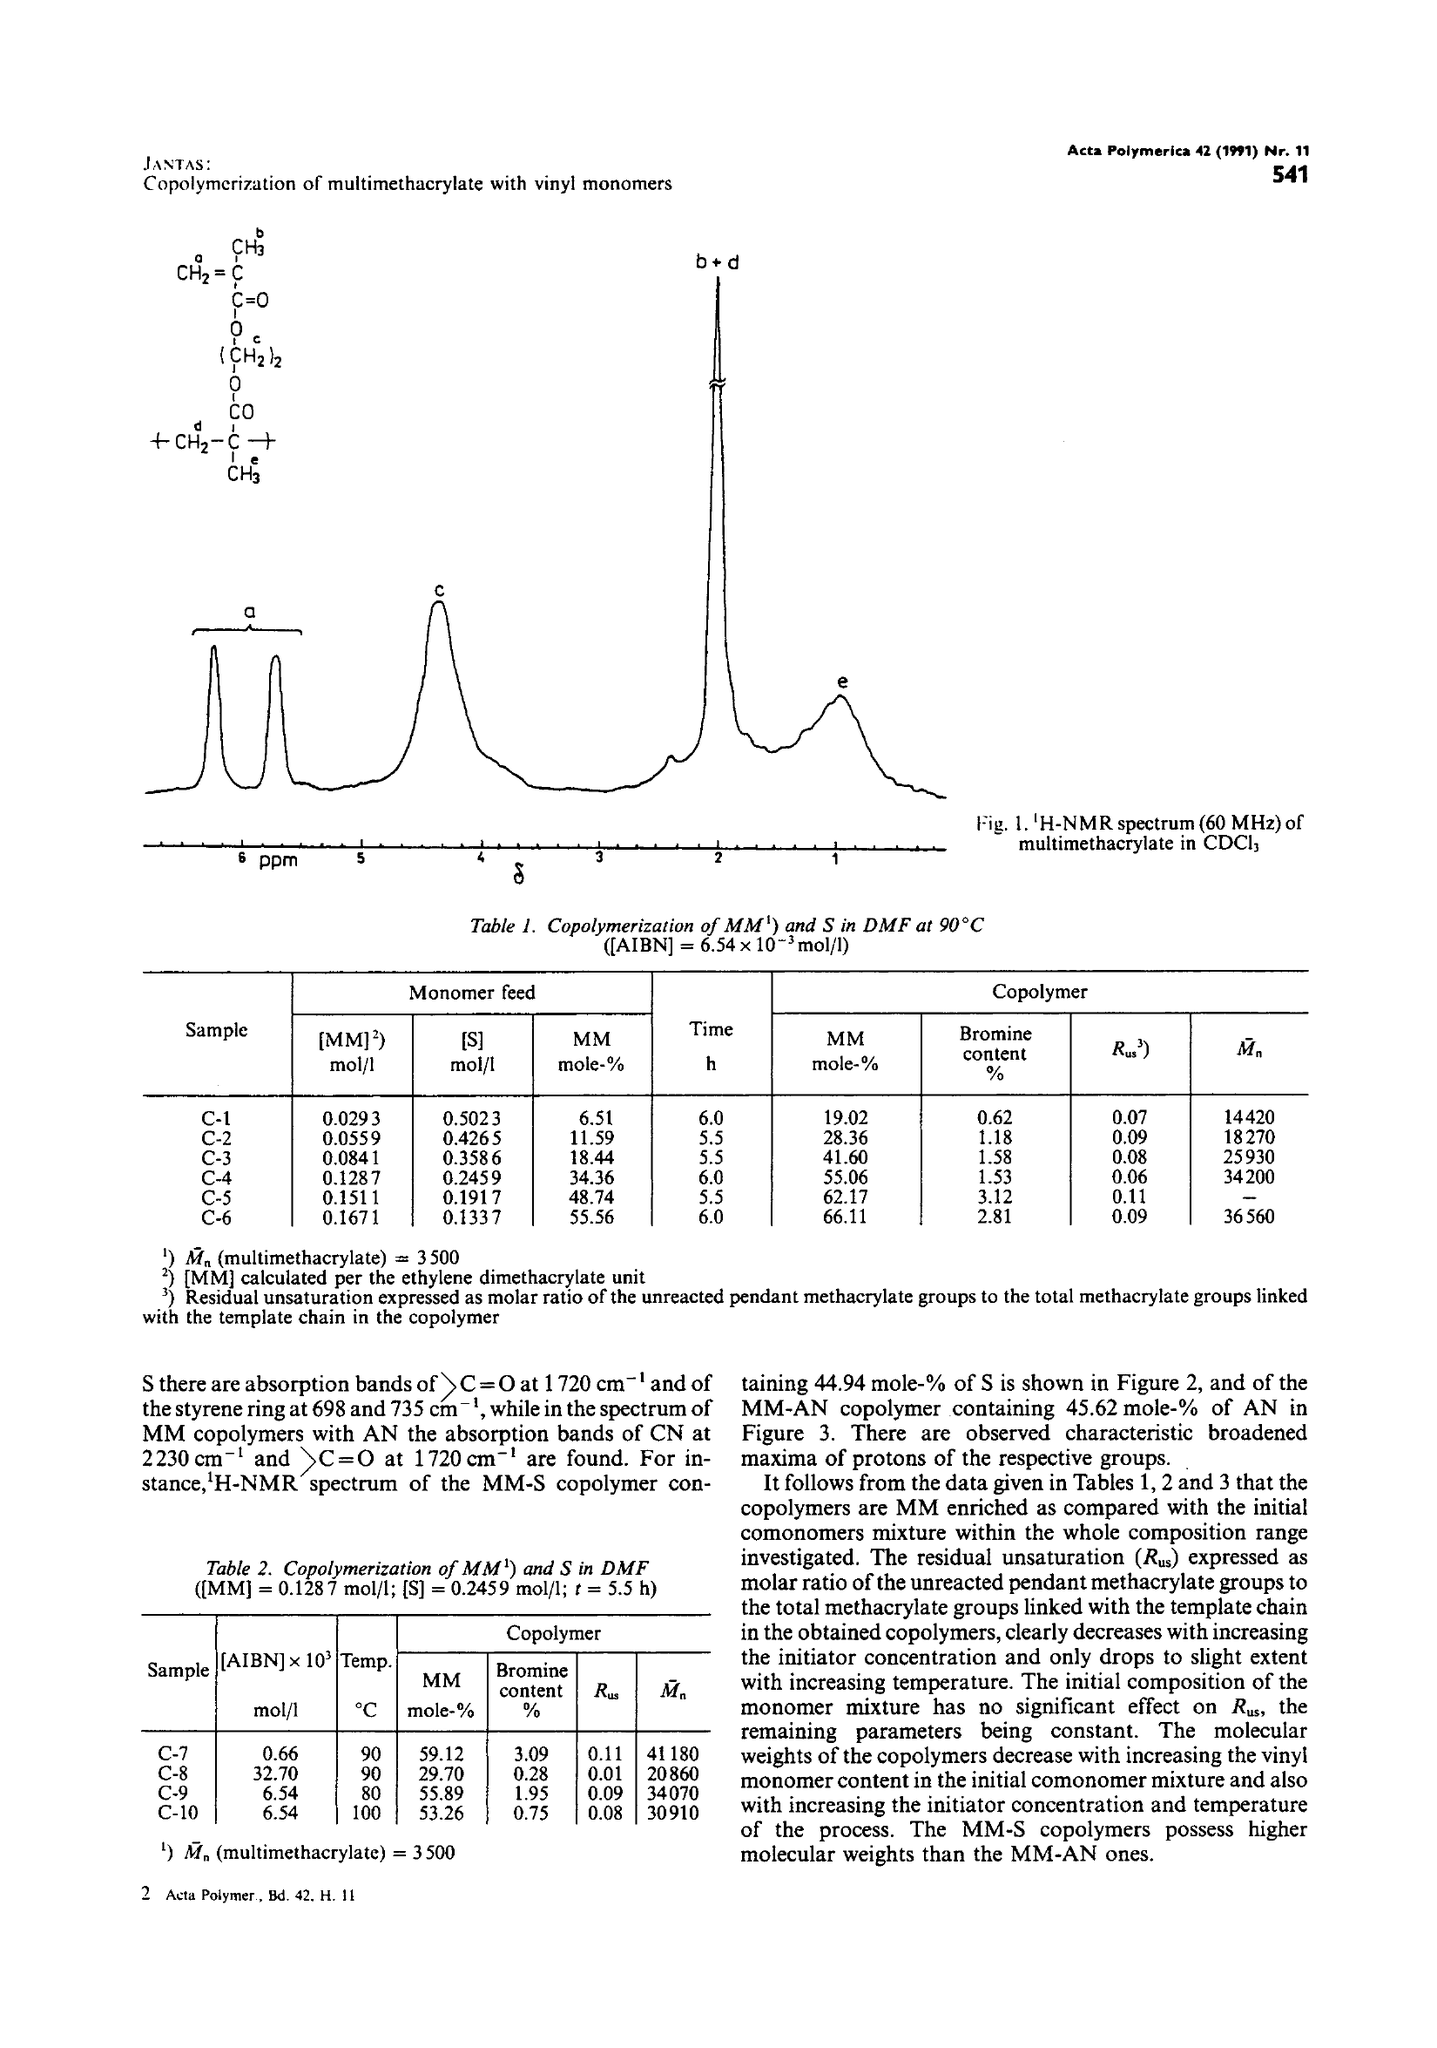 JANTAS:
Copolymerization of multimethacrylate with vinyl monomers
Acta Polymerica 42 (1991) Nr. 11
541
b
CH3
a
CH2=C
C=O
O
c
(CH2)2
O
CO
d
+CH2-C+
e
CH3
a
c
b+d
e
6 ppm 5 4 3 2 1
δ
Fig. 1. ¹H-NMR spectrum (60 MHz) of
multimethacrylate in CDCl₃
Table 1. Copolymerization of MM¹) and S in DMF at 90°C
([AIBN] = 6.54 × 10⁻³ mol/l)
Sample Monomer feed Time Copolymer
[MM]²) [S] MM MM Bromine content Rus³) M̄n
mol/l mol/l mole-% h mole-% %
C-1 0.0293 0.5023 6.51 6.0 19.02 0.62 0.07 14420
C-2 0.0559 0.4265 11.59 5.5 28.36 1.18 0.09 18270
C-3 0.0841 0.3586 18.44 5.5 41.60 1.58 0.08 25930
C-4 0.1287 0.2459 34.36 6.0 55.06 1.53 0.06 34200
C-5 0.1511 0.1917 48.74 5.5 62.17 3.12 0.11 –
C-6 0.1671 0.1337 55.56 6.0 66.11 2.81 0.09 36560
¹) M̄n (multimethacrylate) = 3500
²) [MM] calculated per the ethylene dimethacrylate unit
³) Residual unsaturation expressed as molar ratio of the unreacted pendant methacrylate groups to the total methacrylate groups linked
with the template chain in the copolymer
S there are absorption bands of >C=O at 1720 cm⁻¹ and of
the styrene ring at 698 and 735 cm⁻¹, while in the spectrum of
MM copolymers with AN the absorption bands of CN at
2230 cm⁻¹ and >C=O at 1720 cm⁻¹ are found. For in-
stance,¹H-NMR spectrum of the MM-S copolymer con-
Table 2. Copolymerization of MM¹) and S in DMF
([MM] = 0.1287 mol/l; [S] = 0.2459 mol/l; t = 5.5 h)
Sample [AIBN] × 10³ Temp. Copolymer
MM Bromine content Rus M̄n
mol/l °C mole-% %
C-7 0.66 90 59.12 3.09 0.11 41180
C-8 32.70 90 29.70 0.28 0.01 20860
C-9 6.54 80 55.89 1.95 0.09 34070
C-10 6.54 100 53.26 0.75 0.08 30910
¹) M̄n (multimethacrylate) = 3500
2 Acta Polymer., Bd. 42, H. 11
taining 44.94 mole-% of S is shown in Figure 2, and of the
MM-AN copolymer containing 45.62 mole-% of AN in
Figure 3. There are observed characteristic broadened
maxima of protons of the respective groups.
It follows from the data given in Tables 1, 2 and 3 that the
copolymers are MM enriched as compared with the initial
comonomers mixture within the whole composition range
investigated. The residual unsaturation (Rus) expressed as
molar ratio of the unreacted pendant methacrylate groups to
the total methacrylate groups linked with the template chain
in the obtained copolymers, clearly decreases with increasing
the initiator concentration and only drops to slight extent
with increasing temperature. The initial composition of the
monomer mixture has no significant effect on Rus, the
remaining parameters being constant. The molecular
weights of the copolymers decrease with increasing the vinyl
monomer content in the initial comonomer mixture and also
with increasing the initiator concentration and temperature
of the process. The MM-S copolymers possess higher
molecular weights than the MM-AN ones.